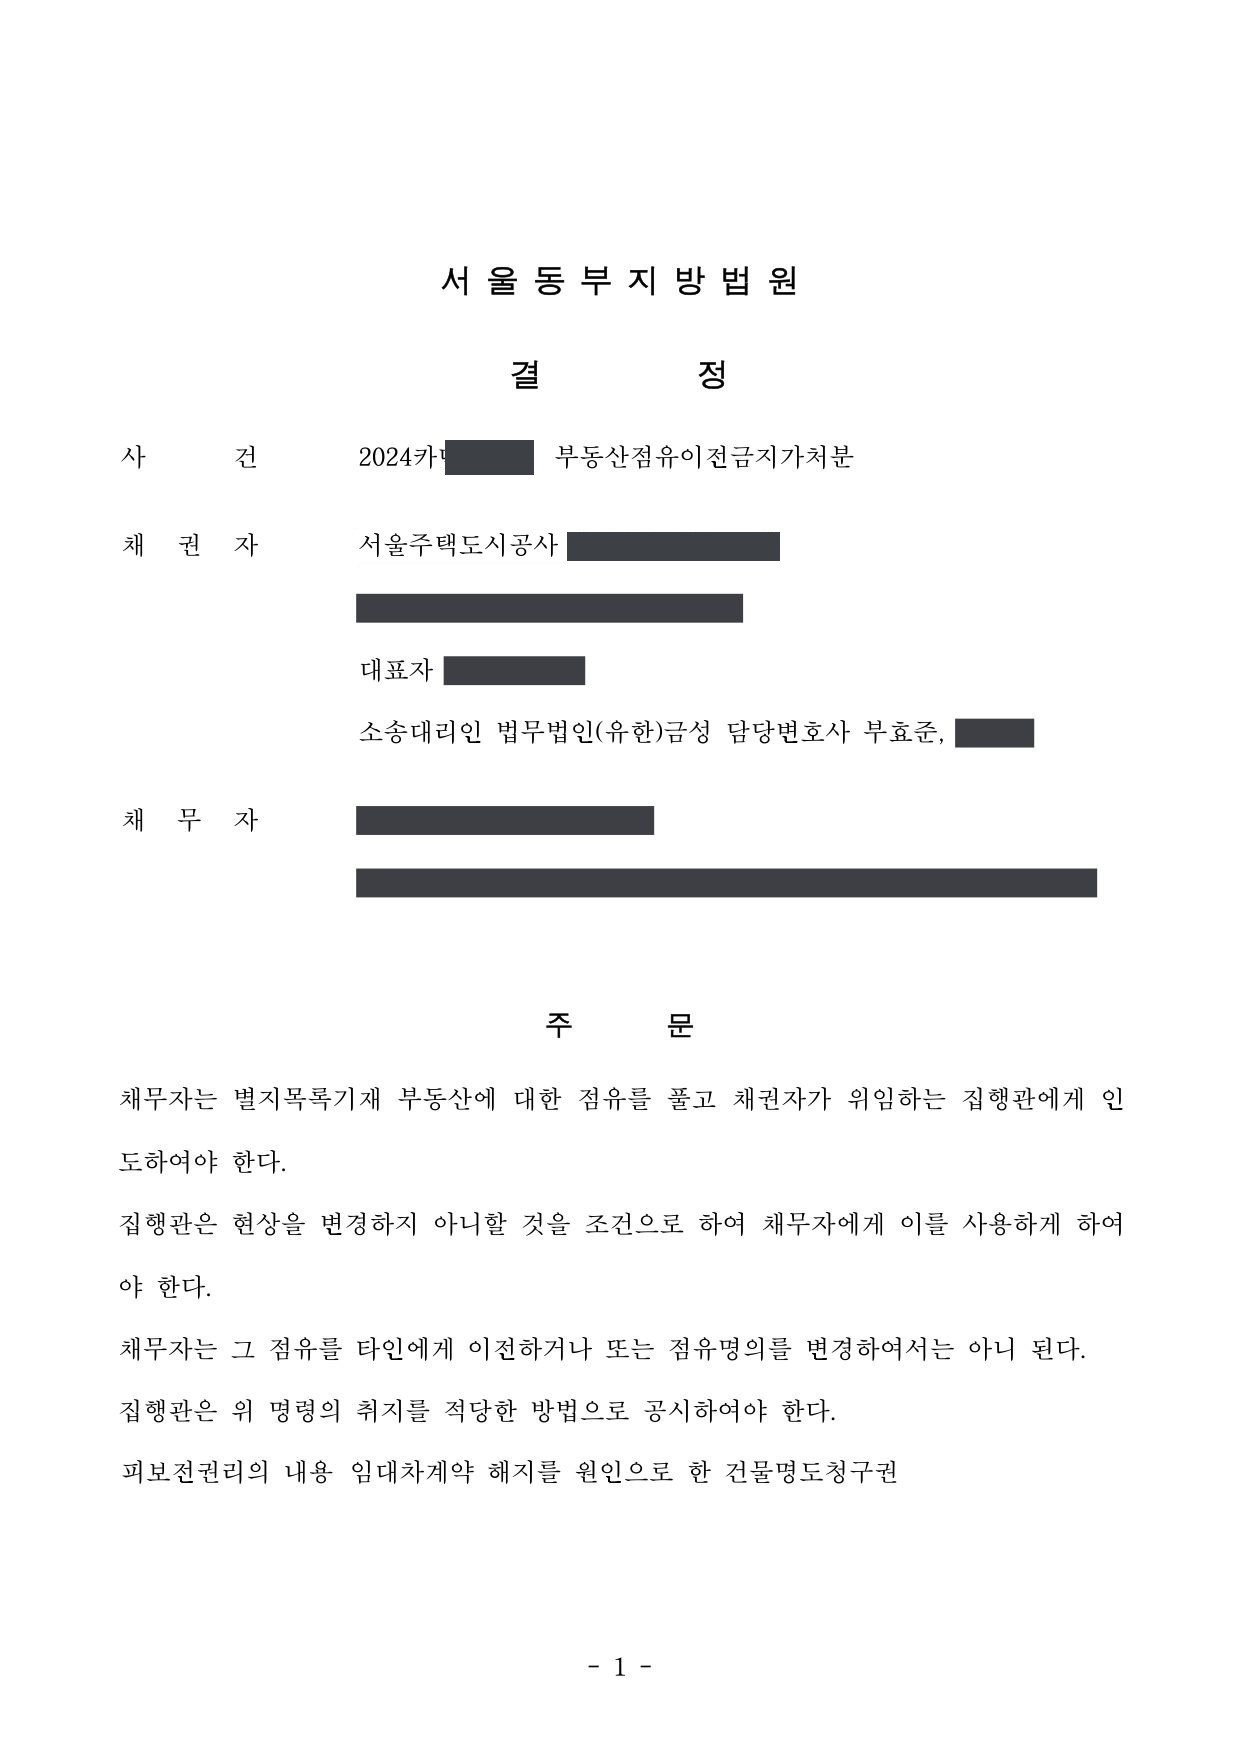 서울동부지방법원
결 정
사 건 2024카 부동산점유이전금지가처분
채 권 자 서울주택도시공사
대표자
소송대리인 법무법인(유한)금성 담당변호사 부효준,
채 무 자
주 문
채무자는 별지목록기재 부동산에 대한 점유를 풀고 채권자가 위임하는 집행관에게 인
도하여야 한다.
집행관은 현상을 변경하지 아니할 것을 조건으로 하여 채무자에게 이를 사용하게 하여
야 한다.
채무자는 그 점유를 타인에게 이전하거나 또는 점유명의를 변경하여서는 아니 된다.
집행관은 위 명령의 취지를 적당한 방법으로 공시하여야 한다.
피보전권리의 내용 임대차계약 해지를 원인으로 한 건물명도청구권
- 1 -